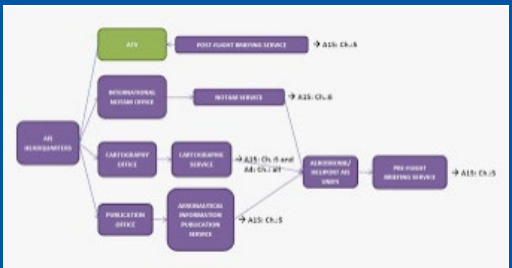 ATS
POST-FLIGHT BRIEFING SERVICE
→ A15: Ch.:5
INTERNATIONAL
NOTAM OFFICE
NOTAM SERVICE
→ A15: Ch.:6
AIS
HEADQUARTERS
CARTOGRAPHY
OFFICE
CARTOGRAPHIC
SERVICE
→ A15: Ch.:5 and
A4: Ch.: all
AERODROME/
HELIPORT AIS
UNITS
PRE-FLIGHT
BRIEFING SERVICE
→ A15: Ch.:5
PUBLICATION
OFFICE
AERONAUTICAL
INFORMATION
PUBLICATION
SERVICE
→ A15: Ch.:5